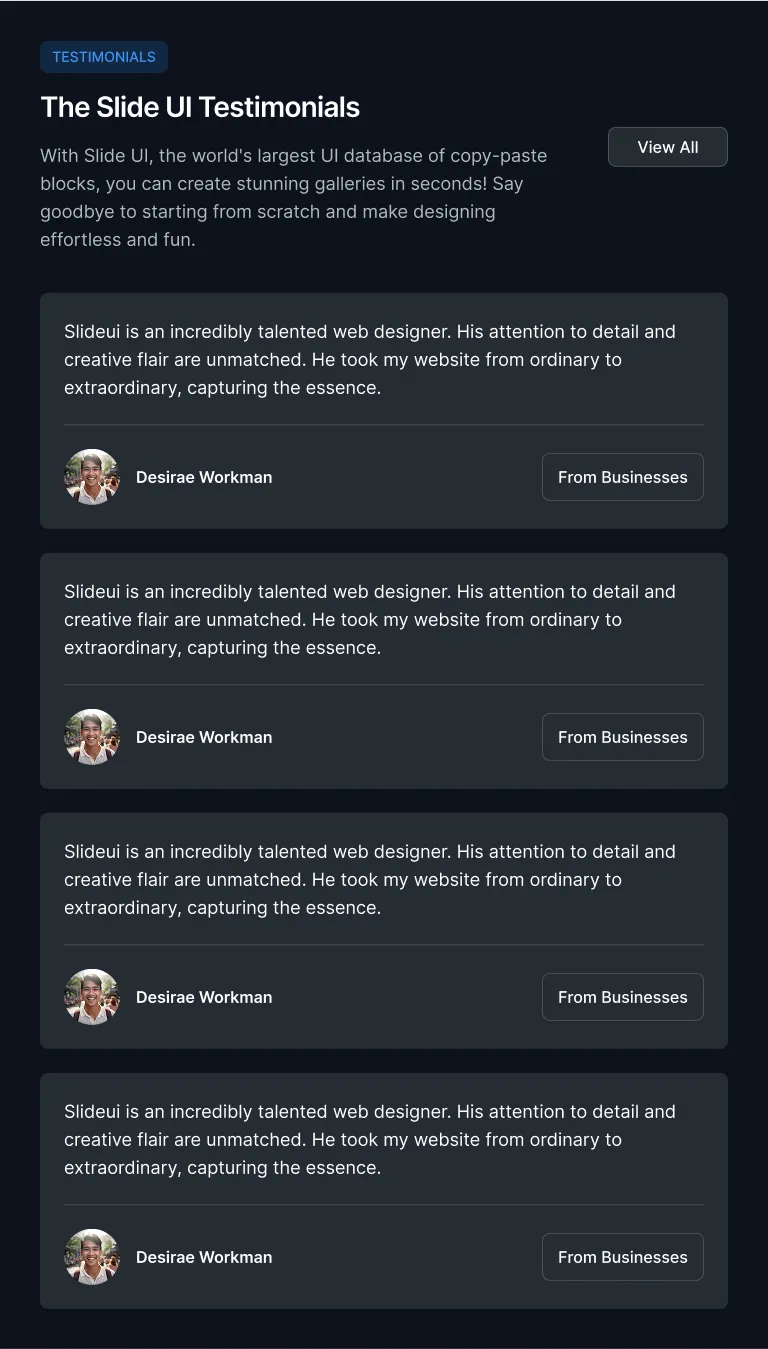 TESTIMONIALS
The Slide UI Testimonials
With Slide UI, the world's largest UI database of copy-paste
blocks, you can create stunning galleries in seconds! Say
goodbye to starting from scratch and make designing
effortless and fun.
View All
Slideui is an incredibly talented web designer. His attention to detail and
creative flair are unmatched. He took my website from ordinary to
extraordinary, capturing the essence.
Desirae Workman
From Businesses
Slideui is an incredibly talented web designer. His attention to detail and
creative flair are unmatched. He took my website from ordinary to
extraordinary, capturing the essence.
Desirae Workman
From Businesses
Slideui is an incredibly talented web designer. His attention to detail and
creative flair are unmatched. He took my website from ordinary to
extraordinary, capturing the essence.
Desirae Workman
From Businesses
Slideui is an incredibly talented web designer. His attention to detail and
creative flair are unmatched. He took my website from ordinary to
extraordinary, capturing the essence.
Desirae Workman
From Businesses